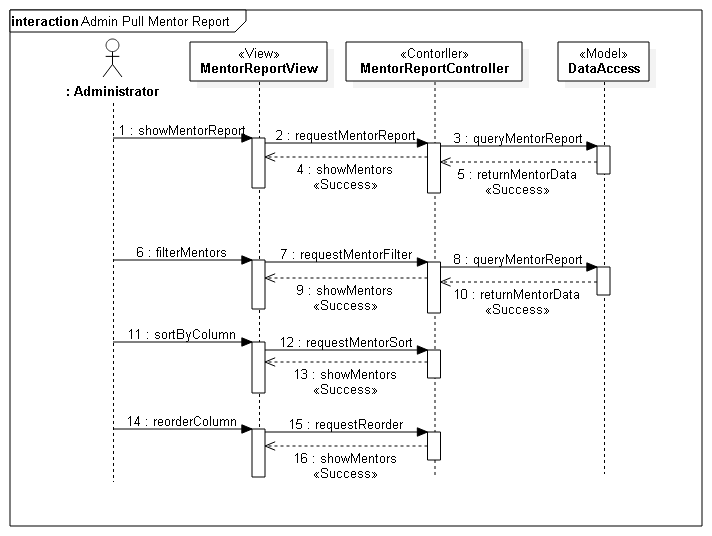 interaction Admin Pull Mentor Report
«View»
MentorReportView
«Contorller»
MentorReportController
«Model»
DataAccess
: Administrator
1 : showMentorReport
2 : requestMentorReport
3 : queryMentorReport
4 : showMentors
«Success»
5 : returnMentorData
«Success»
6 : filterMentors
7 : requestMentorFilter
8 : queryMentorReport
9 : showMentors
«Success»
10 : returnMentorData
«Success»
11 : sortByColumn
12 : requestMentorSort
13 : showMentors
«Success»
14 : reorderColumn
15 : requestReorder
16 : showMentors
«Success»